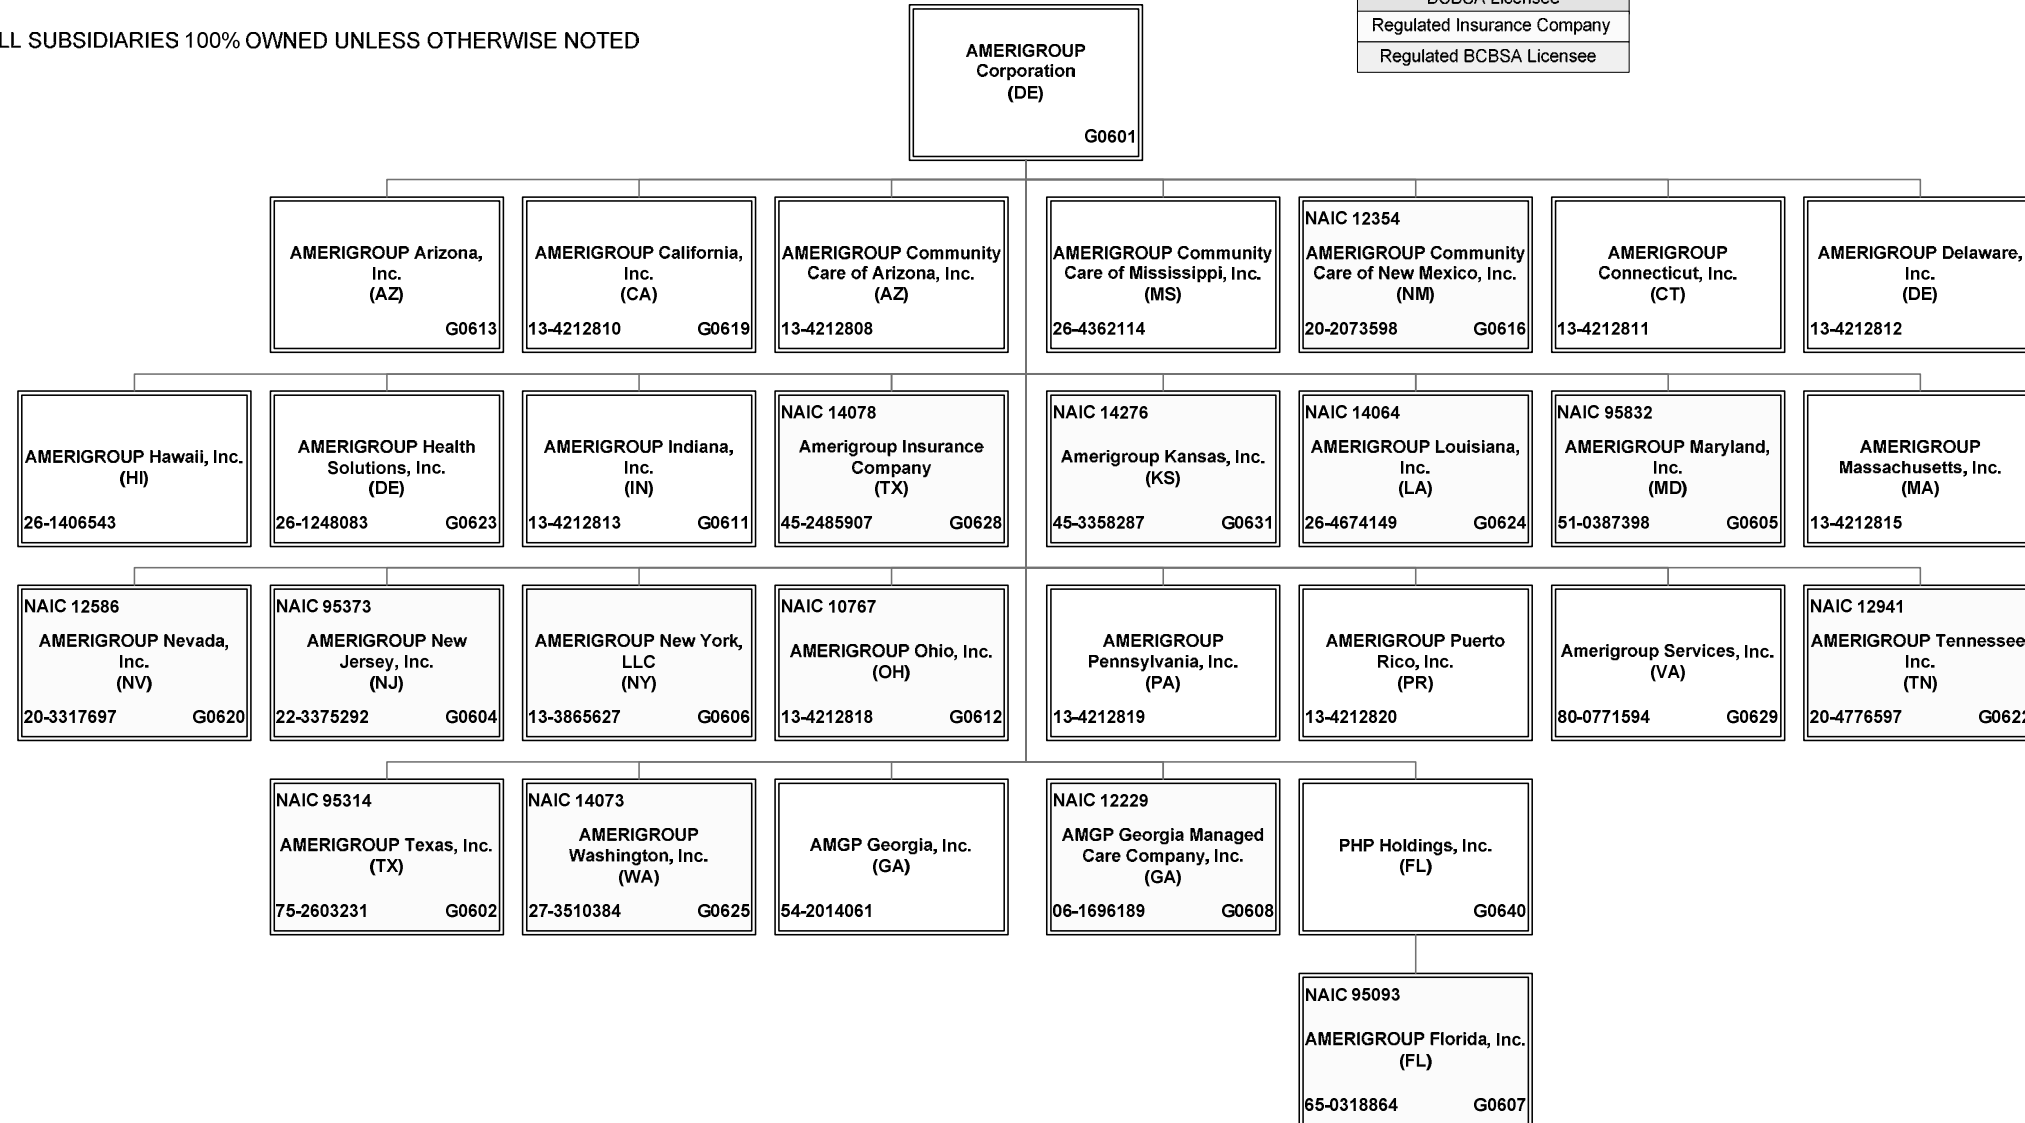 LL SUBSIDIARIES 100% OWNED UNLESS OTHERWISE NOTED
BCBSA Licensee
Regulated Insurance Company
Regulated BCBSA Licensee
AMERIGROUP
Corporation
(DE)
G0601
AMERIGROUP Arizona,
Inc.
(AZ)
G0613
AMERIGROUP California,
Inc.
(CA)
13-4212810 G0619
AMERIGROUP Community
Care of Arizona, Inc.
(AZ)
13-4212808
AMERIGROUP Community
Care of Mississippi, Inc.
(MS)
26-4362114
NAIC 12354
AMERIGROUP Community
Care of New Mexico, Inc.
(NM)
20-2073598 G0616
AMERIGROUP
Connecticut, Inc.
(CT)
13-4212811
AMERIGROUP Delaware,
Inc.
(DE)
13-4212812
AMERIGROUP Hawaii, Inc.
(HI)
26-1406543
AMERIGROUP Health
Solutions, Inc.
(DE)
26-1248083 G0623
AMERIGROUP Indiana,
Inc.
(IN)
13-4212813 G0611
NAIC 14078
Amerigroup Insurance
Company
(TX)
45-2485907 G0628
NAIC 14276
Amerigroup Kansas, Inc.
(KS)
45-3358287 G0631
NAIC 14064
AMERIGROUP Louisiana,
Inc.
(LA)
26-4674149 G0624
NAIC 95832
AMERIGROUP Maryland,
Inc.
(MD)
51-0387398 G0605
AMERIGROUP
Massachusetts, Inc.
(MA)
13-4212815
NAIC 12586
AMERIGROUP Nevada,
Inc.
(NV)
20-3317697 G0620
NAIC 95373
AMERIGROUP New
Jersey, Inc.
(NJ)
22-3375292 G0604
AMERIGROUP New York,
LLC
(NY)
13-3865627 G0606
NAIC 10767
AMERIGROUP Ohio, Inc.
(OH)
13-4212818 G0612
AMERIGROUP
Pennsylvania, Inc.
(PA)
13-4212819
AMERIGROUP Puerto
Rico, Inc.
(PR)
13-4212820
Amerigroup Services, Inc.
(VA)
80-0771594 G0629
NAIC 12941
AMERIGROUP Tennessee
Inc.
(TN)
20-4776597 G0622
NAIC 95314
AMERIGROUP Texas, Inc.
(TX)
75-2603231 G0602
NAIC 14073
AMERIGROUP
Washington, Inc.
(WA)
27-3510384 G0625
AMGP Georgia, Inc.
(GA)
54-2014061
NAIC 12229
AMGP Georgia Managed
Care Company, Inc.
(GA)
06-1696189 G0608
PHP Holdings, Inc.
(FL)
G0640
NAIC 95093
AMERIGROUP Florida, Inc.
(FL)
65-0318864 G0607